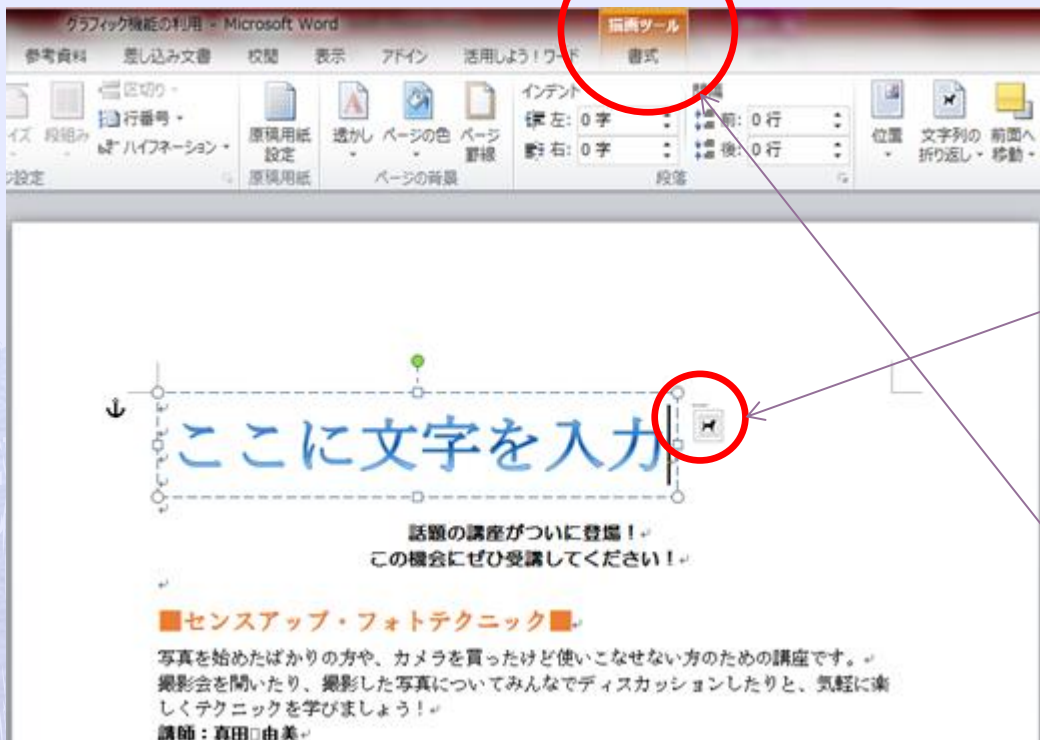 グラフィック機能の利用 - Microsoft Word
描画ツール
参考資料 差し込み文書 校閲 表示 アドイン 活用しよう！ワード 書式
区切り
行番号
ハイフネーション
段組み
原稿用紙
設定
原稿用紙
透かし
ページの色
ページ
罫線
ページの背景
インデント
左: 0 字
右: 0 字
前: 0 行
後: 0 行
段落
位置
文字列の
折り返し
前面へ
移動
ここに文字を入力
話題の講座がついに登場！
この機会にぜひ受講してください！
■センスアップ・フォトテクニック■
写真を始めたばかりの方や、カメラを買ったけど使いこなせない方のための講座です。
撮影会を開いたり、撮影した写真についてみんなでディスカッションしたりと、気軽に楽
しくテクニックを学びましょう！
講師：真田□由美